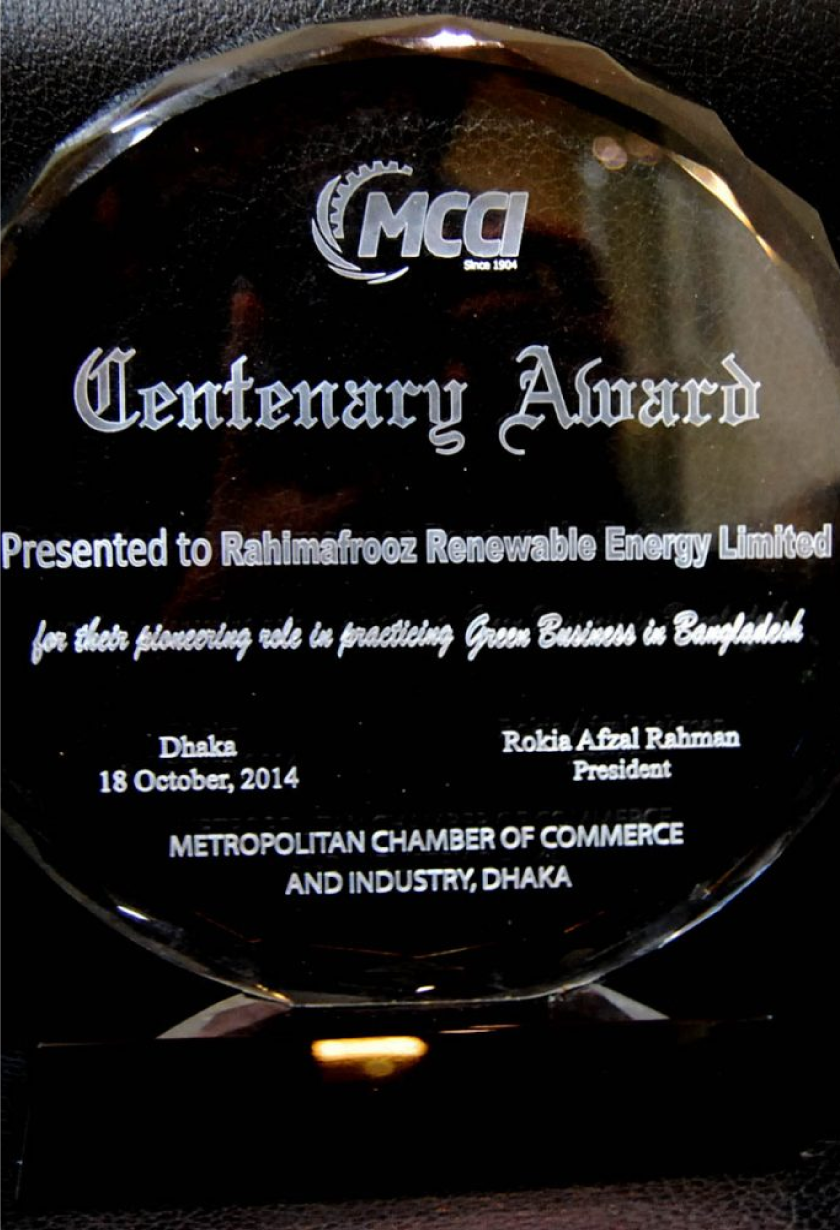 MCCI
Since 1904
Centenary Award
Presented to Rahimafrooz Renewable Energy Limited
for their pioneering role in practicing Green Business in Bangladesh
Dhaka
18 October, 2014
Rokia Afzal Rahman
President
METROPOLITAN CHAMBER OF COMMERCE
AND INDUSTRY, DHAKA